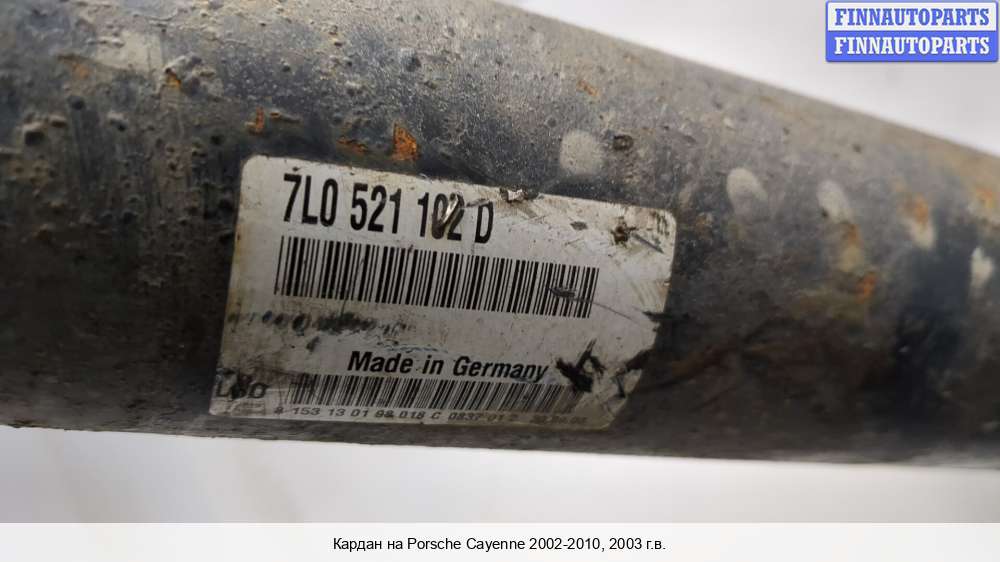 FINNAUTOPARTS
FINNAUTOPARTS
7L0 521 102 D
Made in Germany
Кардан на Porsche Cayenne 2002-2010, 2003 г.в.